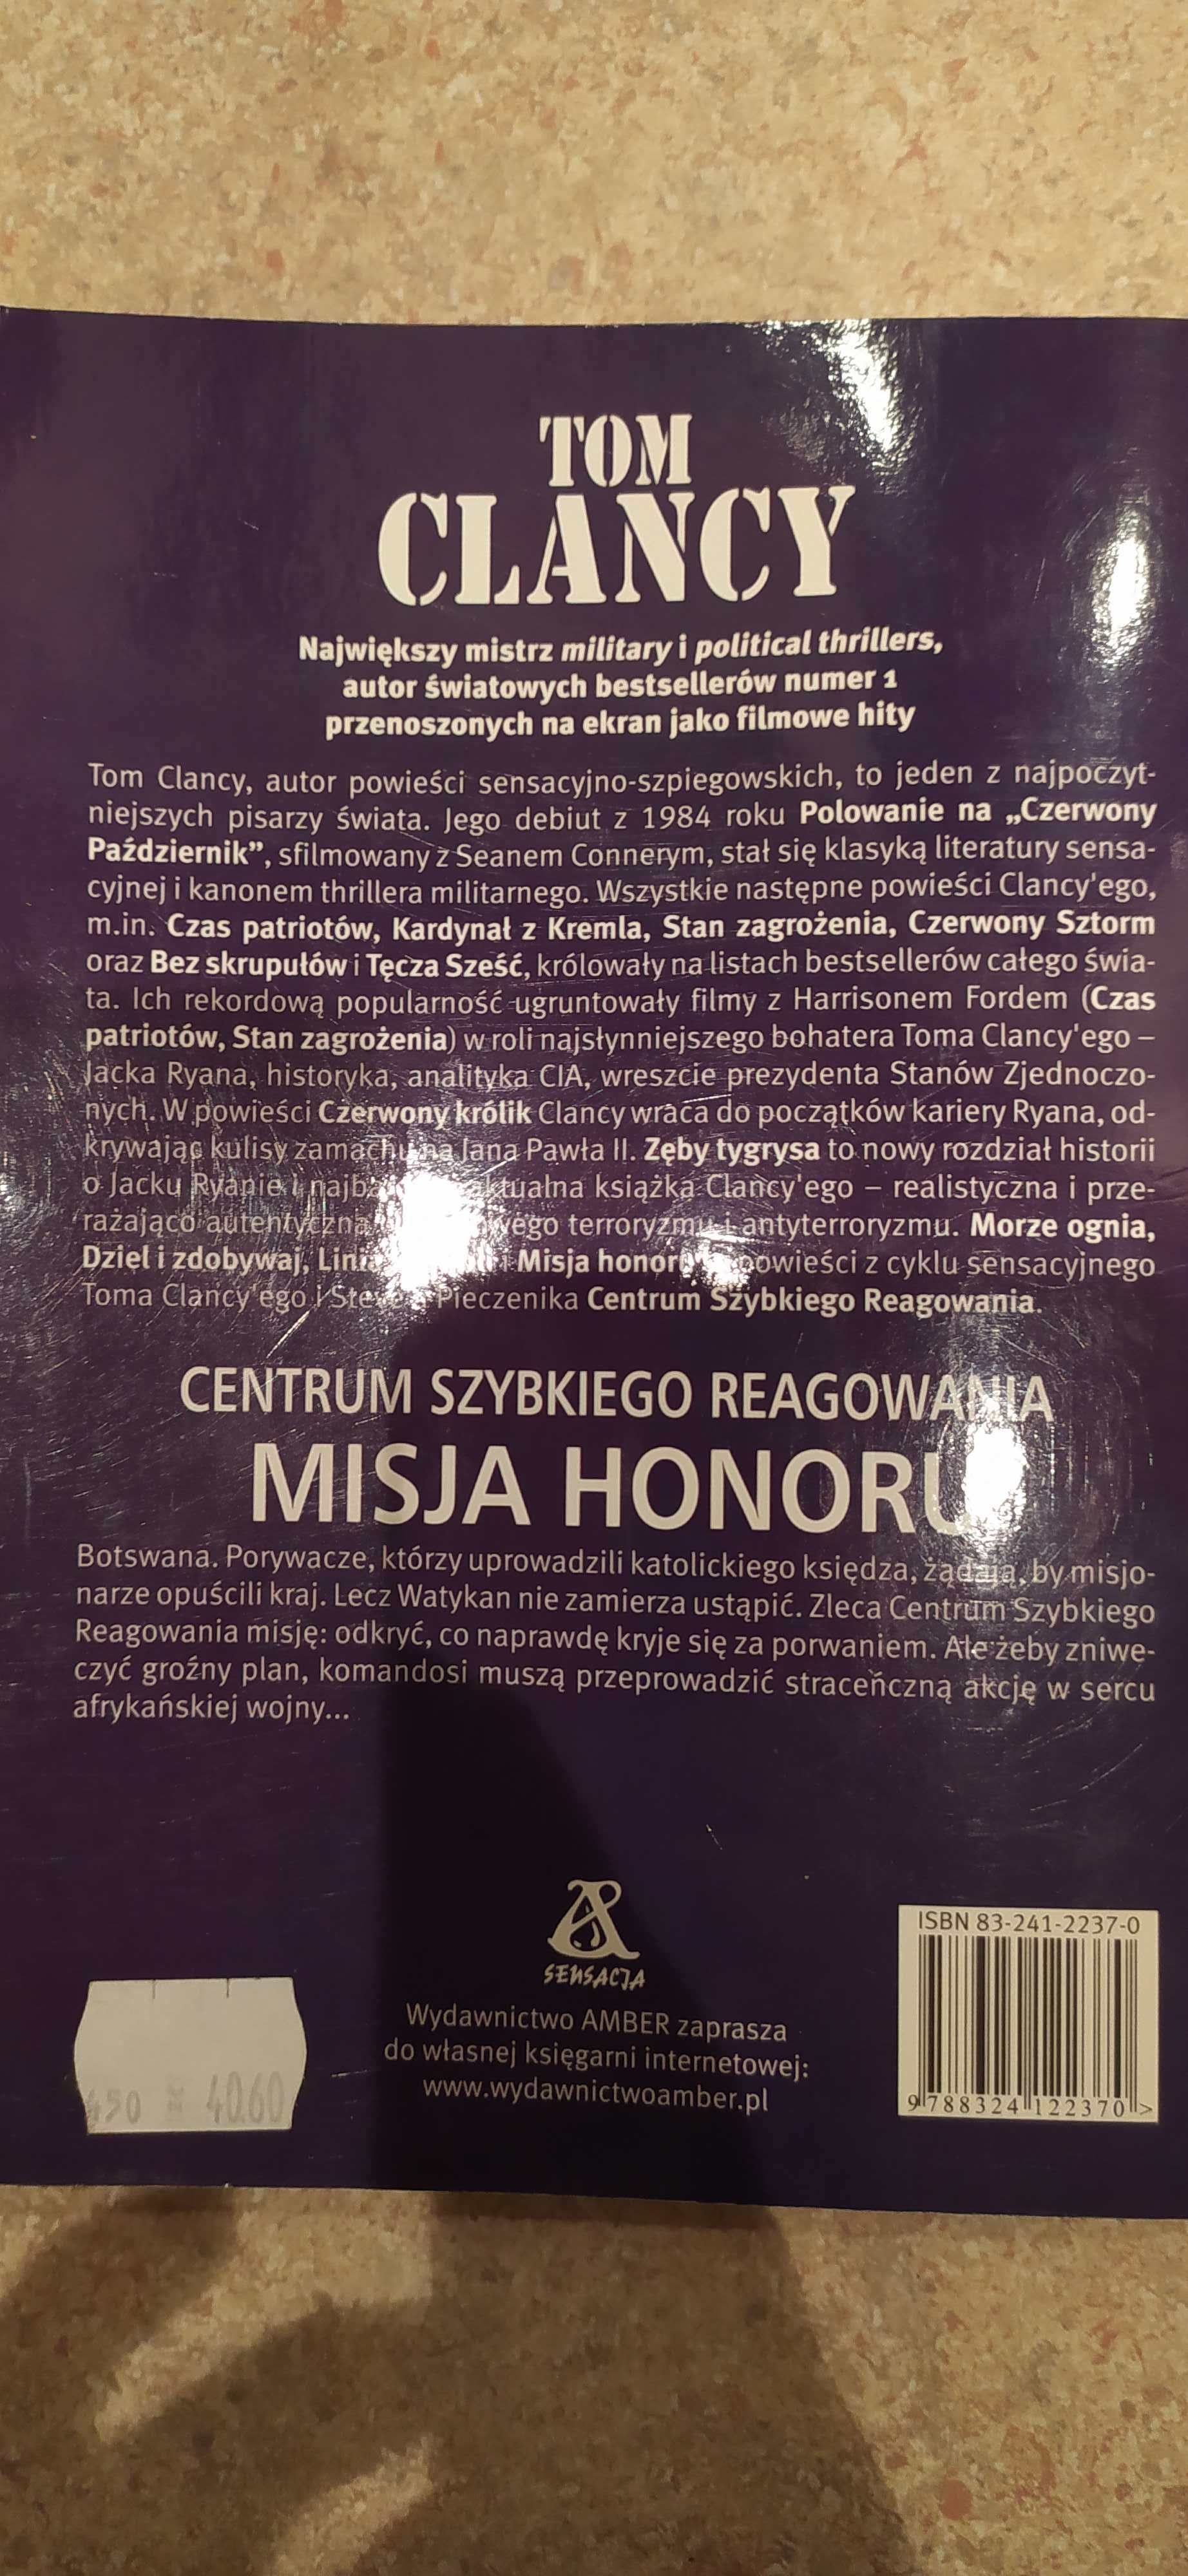 TOM
CLANCY
Największy mistrz military i political thrillers,
autor światowych bestsellerów numer 1
przenoszonych na ekran jako filmowe hity
Tom Clancy, autor powieści sensacyjno-szpiegowskich, to jeden z najpoczyt-
niejszych pisarzy świata. Jego debiut z 1984 roku Polowanie na „Czerwony
Październik”, sfilmowany z Seanem Connerym, stał się klasyką literatury sensa-
cyjnej i kanonem thrillera militarnego. Wszystkie następne powieści Clancy'ego,
m.in. Czas patriotów, Kardynał z Kremla, Stan zagrożenia, Czerwony Sztorm
oraz Bez skrupułów i Tęcza Sześć, królowały na listach bestsellerów całego świa-
ta. Ich rekordową popularność ugruntowały filmy z Harrisonem Fordem (Czas
patriotów, Stan zagrożenia) w roli najsłynniejszego bohatera Toma Clancy'ego –
Jacka Ryana, historyka, analityka CIA, wreszcie prezydenta Stanów Zjednoczo-
nych. W powieści Czerwony królik Clancy wraca do początków kariery Ryana, od-
krywając kulisy zamachu na Jana Pawła II. Zęby tygrysa to nowy rozdział historii
o Jacku Ryanie i aktualna książka Clancy'ego – realistyczna i prze-
rażająco autentyczna terroryzmu i antyterroryzmu. Morze ognia,
Dziel i zdobywaj, i Misja honoru powieści z cyklu sensacyjnego
Toma Clancy'ego i Pieczenika Centrum Szybkiego Reagowania.
CENTRUM SZYBKIEGO REAGOWANIA
MISJA HONORU
Botswana. Porywacze, którzy uprowadzili katolickiego księdza, żądają, by misjo-
narze opuścili kraj. Lecz Watykan nie zamierza ustąpić. Zleca Centrum Szybkiego
Reagowania misję: odkryć, co naprawdę kryje się za porwaniem. Ale żeby zniwe-
czyć groźny plan, komandosi muszą przeprowadzić straceńczną akcję w sercu
afrykańskiej wojny...
SENSACJA
Wydawnictwo AMBER zaprasza
do własnej księgarni internetowej:
www.wydawnictwoamber.pl
ISBN 83-241-2237-0
9 788324 122370 >
4060